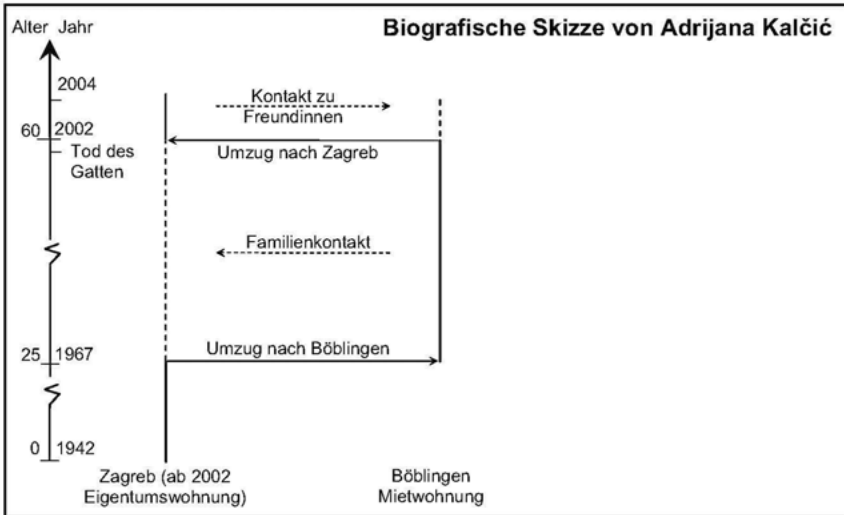 Biografische Skizze von Adrijana Kalčić
Alter Jahr
2004
Kontakt zu
Freundinnen
60 2002
Umzug nach Zagreb
Tod des
Gatten
Familienkontakt
25 1967
Umzug nach Böblingen
0 1942
Zagreb (ab 2002
Eigentumswohnung)
Böblingen
Mietwohnung